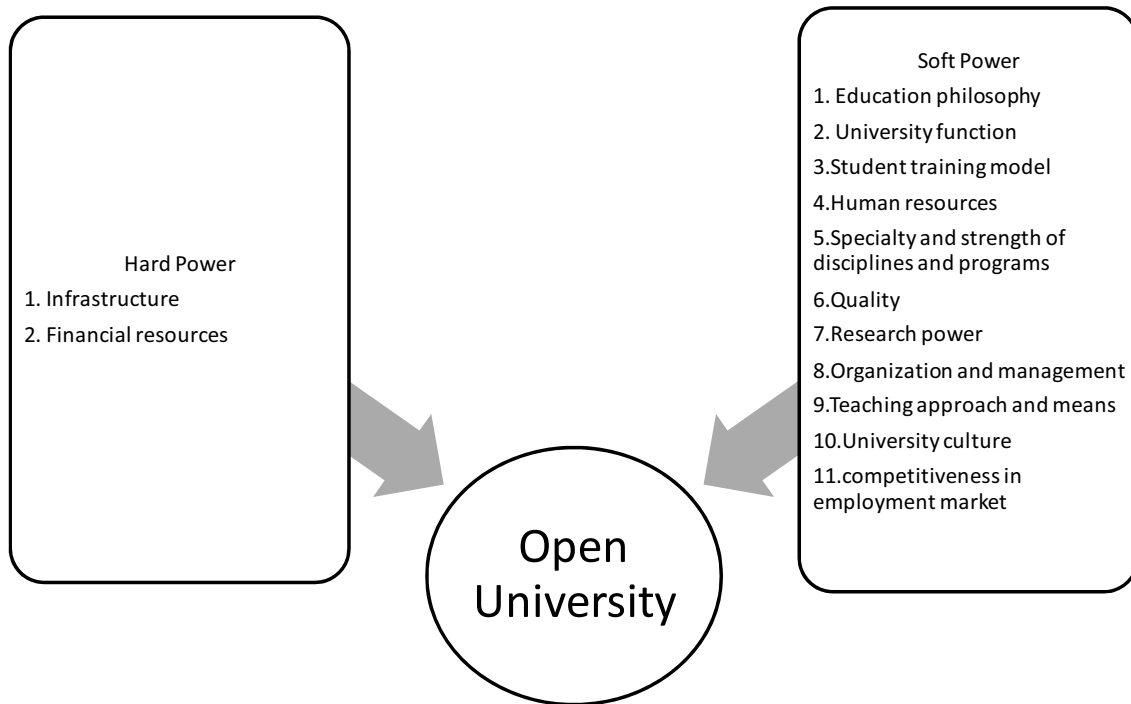 Hard Power
1. Infrastructure
2. Financial resources
Soft Power
1. Education philosophy
2. University function
3.Student training model
4.Human resources
5.Specialty and strength of
disciplines and programs
6.Quality
7.Research power
8.Organization and management
9.Teaching approach and means
10.University culture
11.competitiveness in
employment market
Open
University